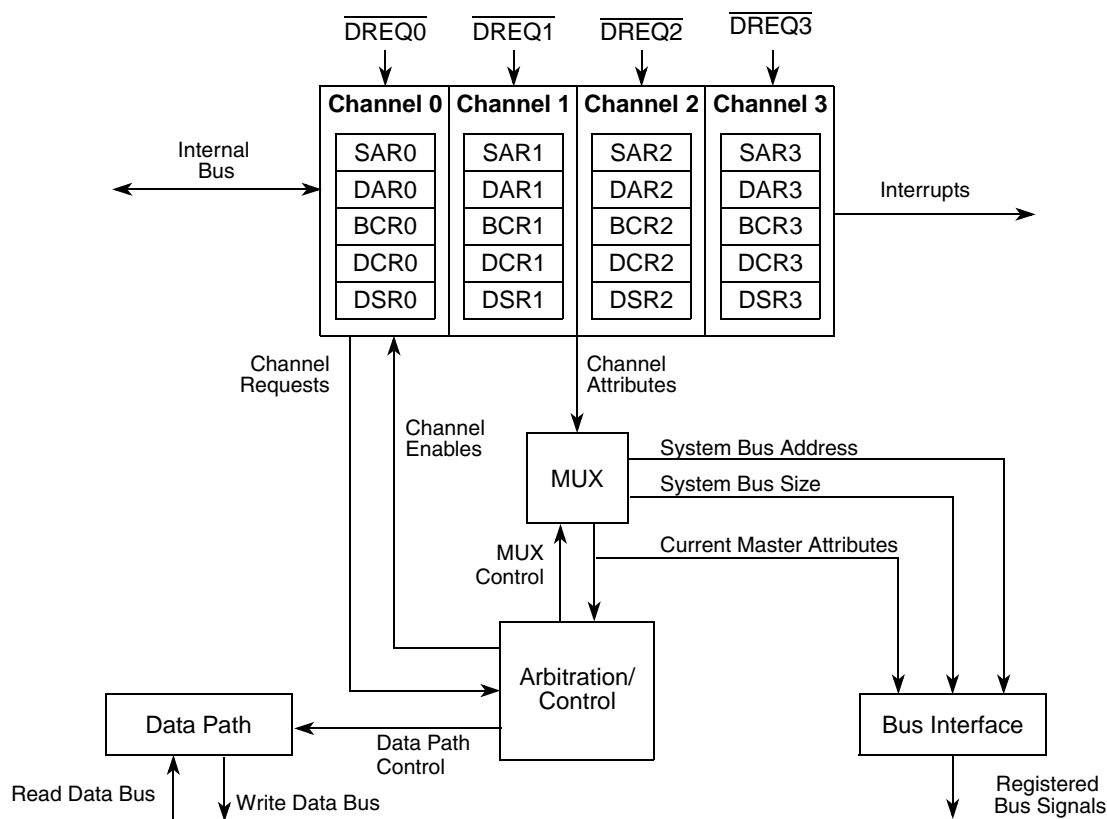 DREQ0 DREQ1 DREQ2 DREQ3
Channel 0 Channel 1 Channel 2 Channel 3
SAR0 SAR1 SAR2 SAR3
DAR0 DAR1 DAR2 DAR3
BCR0 BCR1 BCR2 BCR3
DCR0 DCR1 DCR2 DCR3
DSR0 DSR1 DSR2 DSR3
Internal
Bus
Interrupts
Channel
Requests
Channel
Enables
Channel
Attributes
MUX
System Bus Address
System Bus Size
Current Master Attributes
MUX
Control
Arbitration/
Control
Data Path
Data Path
Control
Bus Interface
Read Data Bus
Write Data Bus
Registered
Bus Signals